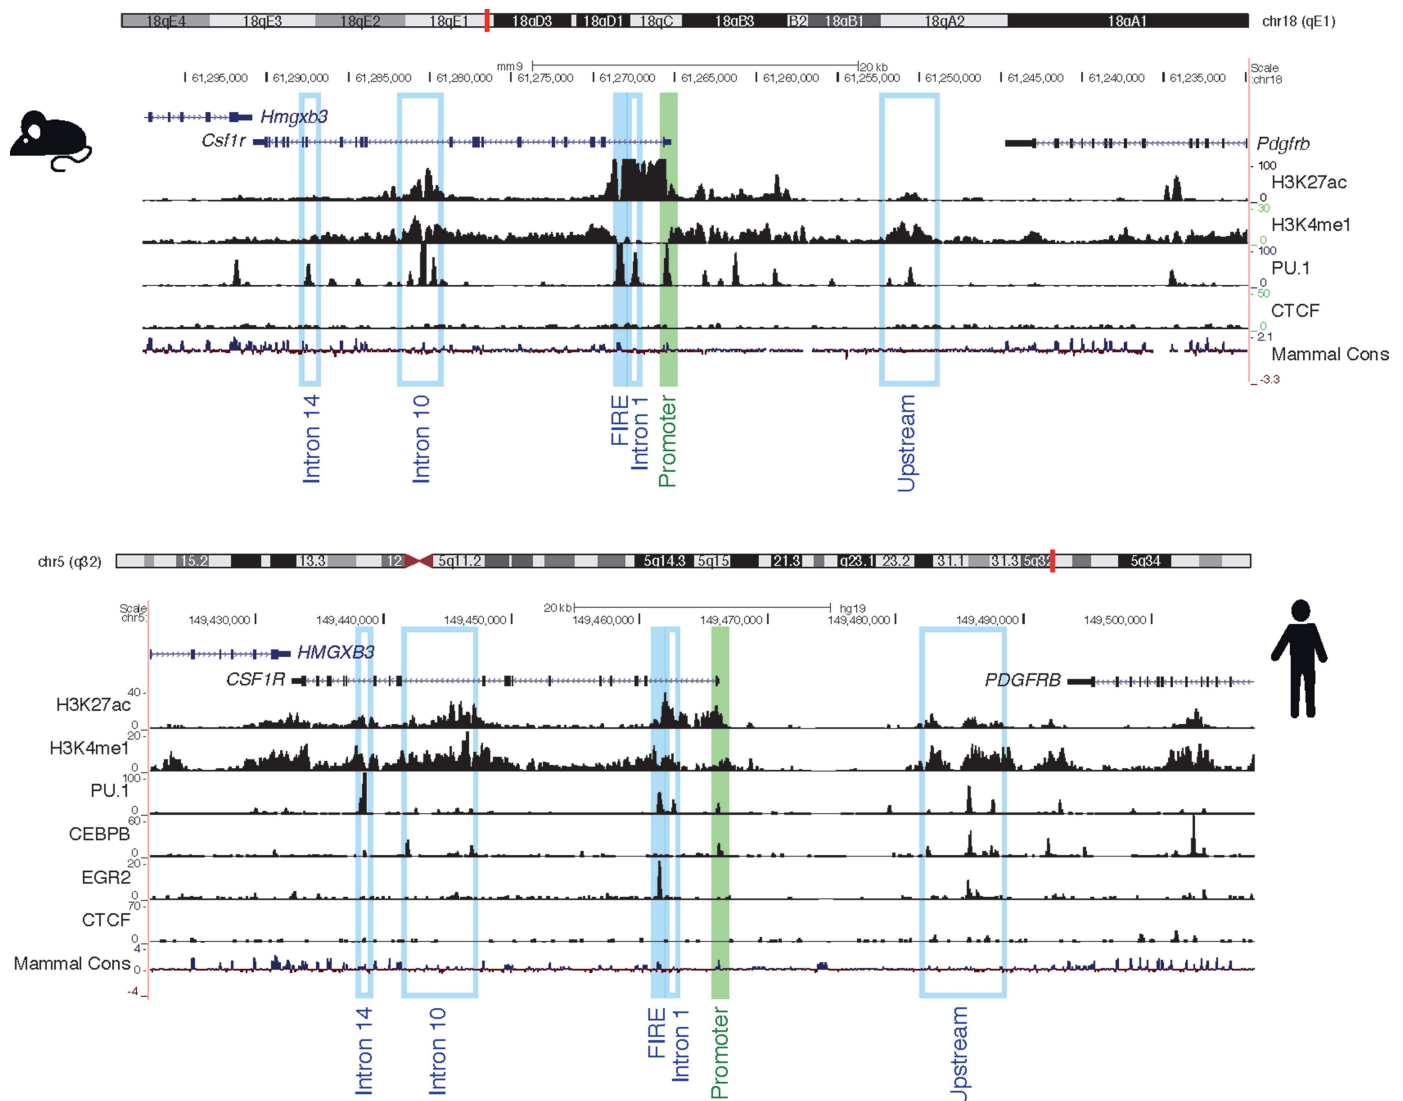 18qE4 18qE3 18qE2 18qE1 18qD3 18qD1 18qC 18qB3 B2 18qB1 18qA2 18qA1 chr18 (qE1)
mm9 20 kb Scale
61,295,000 61,290,000 61,285,000 61,280,000 61,275,000 61,270,000 61,265,000 61,260,000 61,255,000 61,250,000 61,245,000 61,240,000 61,235,000 chr18
Hmgxb3
Csf1r Pdgfrb
100
H3K27ac
0
30
H3K4me1
0
100
PU.1
0
50
CTCF
0
2.1
Mammal Cons
-3.3
Intron 14
Intron 10
FIRE
Intron 1
Promoter
Upstream
chr5 (q32) 15.2 13.3 12 5q11.2 5q14.3 5q15 21.3 q23.1 23.2 31.1 31.3 5q32 5q34
Scale 20 kb hg19
chr5: 149,430,000 149,440,000 149,450,000 149,460,000 149,470,000 149,480,000 149,490,000 149,500,000
HMGXB3
CSF1R PDGFRB
40
H3K27ac
0
20
H3K4me1
0
100
PU.1
0
60
CEBPB
0
20
EGR2
0
70
CTCF
0
4
Mammal Cons
0
-4
Intron 14
Intron 10
FIRE
Intron 1
Promoter
Upstream